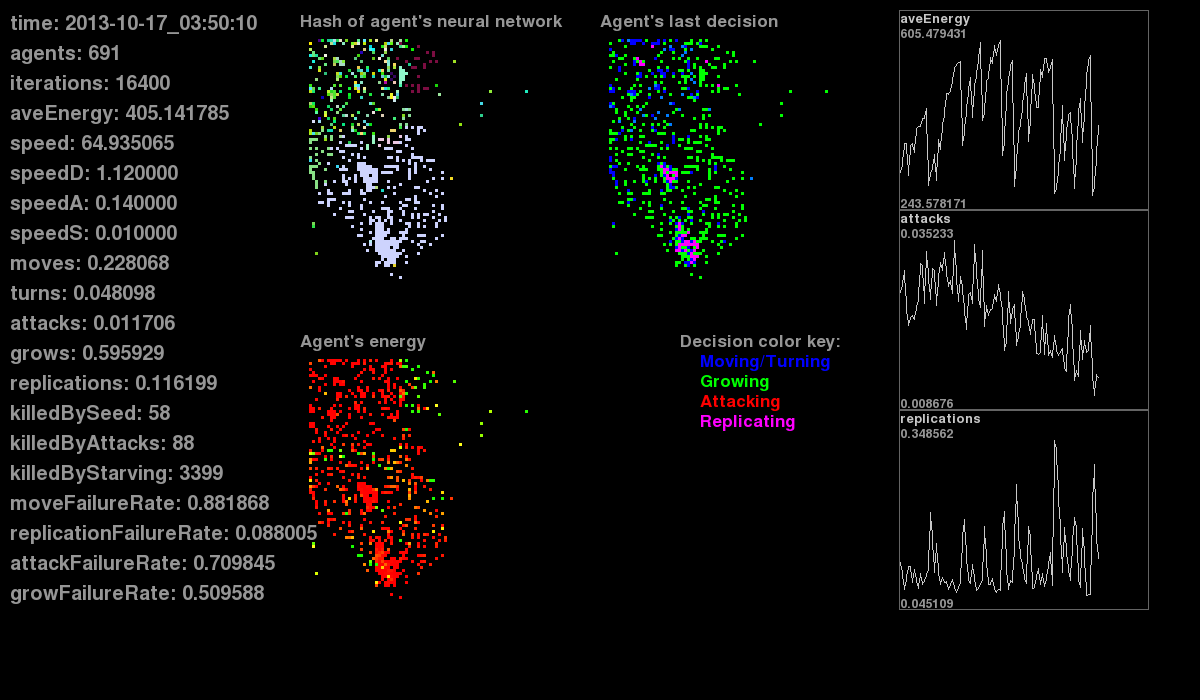 time: 2013-10-17_03:50:10
agents: 691
iterations: 16400
aveEnergy: 405.141785
speed: 64.935065
speedD: 1.120000
speedA: 0.140000
speedS: 0.010000
moves: 0.228068
turns: 0.048098
attacks: 0.011706
grows: 0.595929
replications: 0.116199
killedBySeed: 58
killedByAttacks: 88
killedByStarving: 3399
moveFailureRate: 0.881868
replicationFailureRate: 0.088005
attackFailureRate: 0.709845
growFailureRate: 0.509588
Hash of agent's neural network
Agent's last decision
Agent's energy
Decision color key:
Moving/Turning
Growing
Attacking
Replicating
aveEnergy
605.479431
243.578171
attacks
0.035233
0.008676
replications
0.348562
0.045109